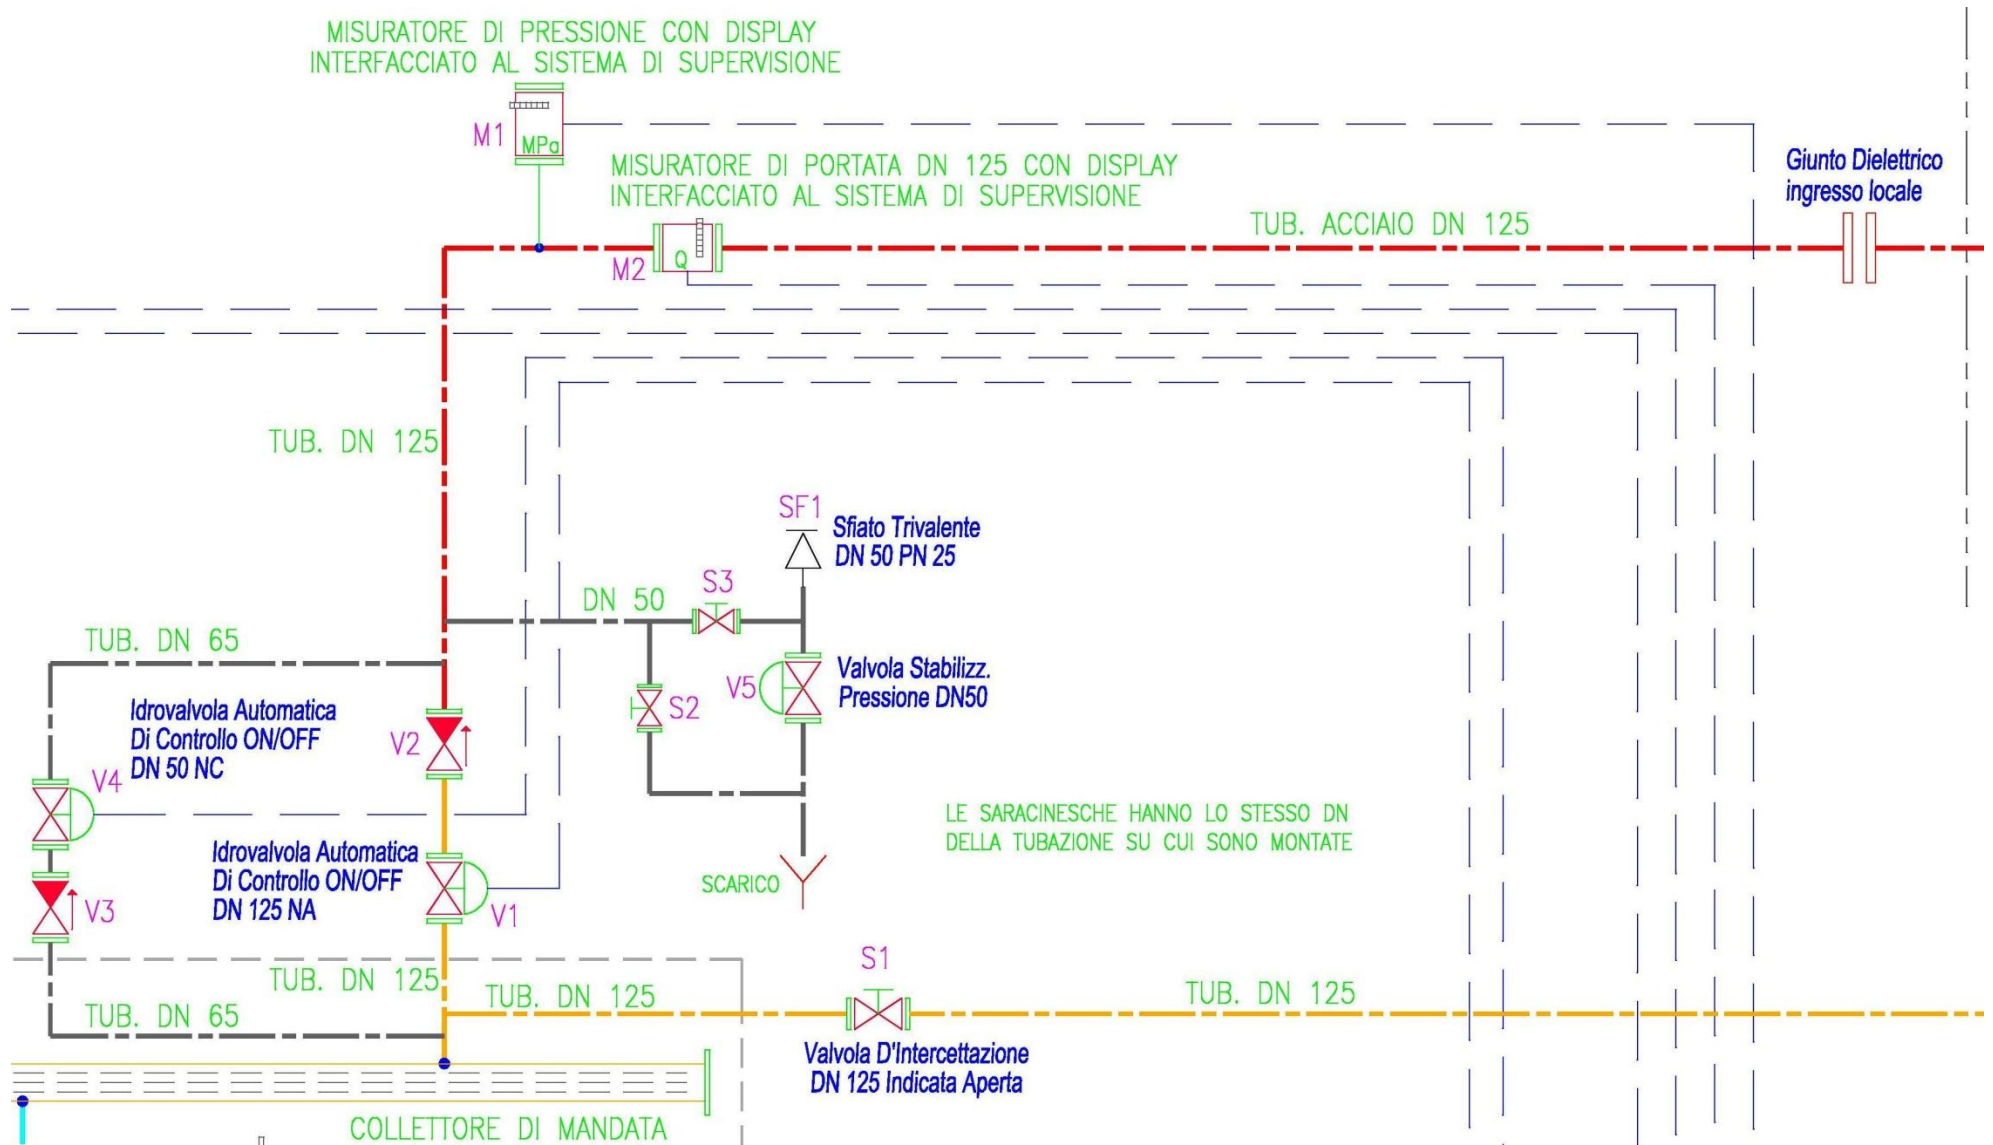 MISURATORE DI PRESSIONE CON DISPLAY
INTERFACCIATO AL SISTEMA DI SUPERVISIONE
M1
MPa
MISURATORE DI PORTATA DN 125 CON DISPLAY
INTERFACCIATO AL SISTEMA DI SUPERVISIONE
Giunto Dielettrico
ingresso locale
TUB. ACCIAIO DN 125
M2
Q
TUB. DN 125
SF1
Sfiato Trivalente
DN 50 PN 25
S3
DN 50
TUB. DN 65
Valvola Stabilizz.
Pressione DN50
V5
S2
Idrovalvola Automatica
Di Controllo ON/OFF
DN 50 NC
V2
V4
LE SARACINESCHE HANNO LO STESSO DN
DELLA TUBAZIONE SU CUI SONO MONTATE
Idrovalvola Automatica
Di Controllo ON/OFF
DN 125 NA
SCARICO
V3
V1
S1
TUB. DN 125
TUB. DN 125
TUB. DN 125
TUB. DN 65
Valvola D'Intercettazione
DN 125 Indicata Aperta
COLLETTORE DI MANDATA